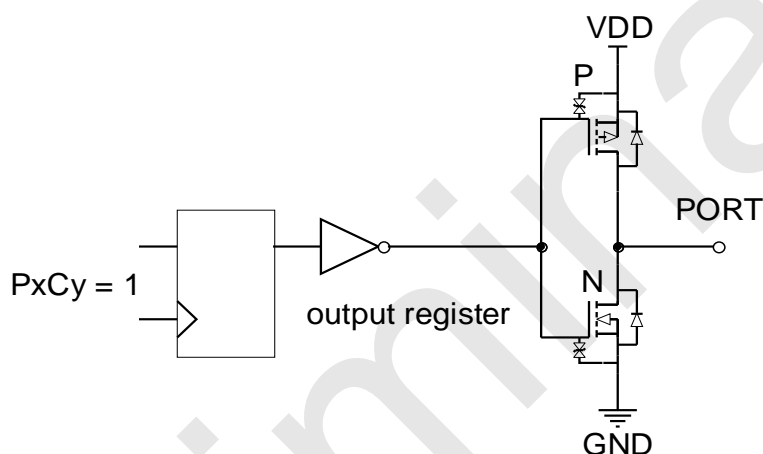 VDD
P
PORT
PxCy = 1
N
output register
GND